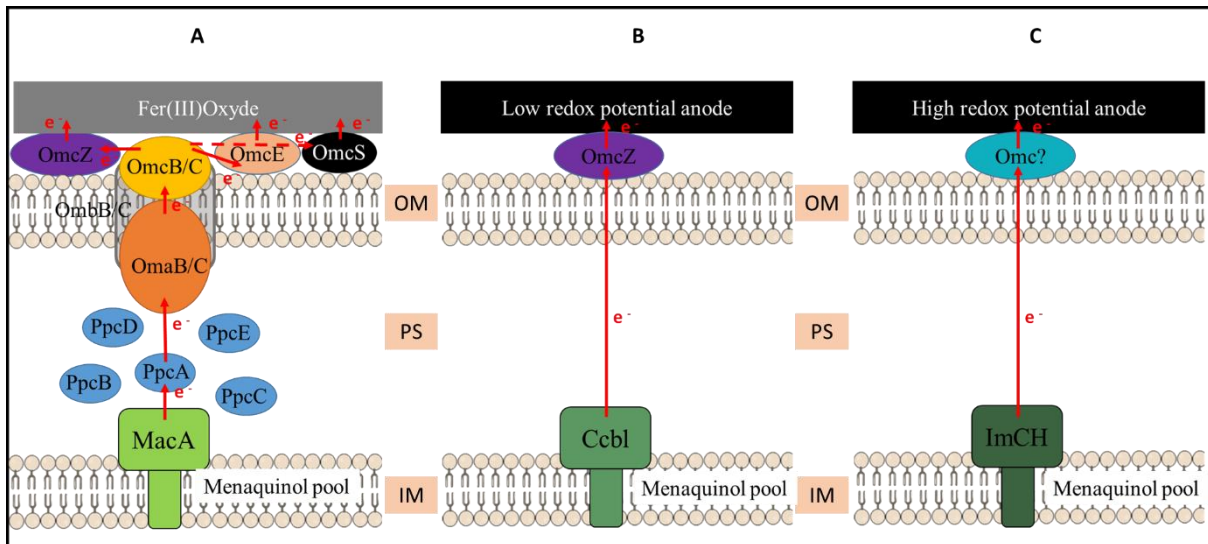 A
B
C
Fer(III)Oxyde
Low redox potential anode
High redox potential anode
e -
e -
e -
e -
e -
e -
OmcZ
e -
OmcB/C
OmcE
OmcS
OmcZ
Omc?
e
OmbB/C
e
OM
OM
OmaB/C
PpcD
e -
PpcE
PS
e -
PS
e -
PpcB
PpcA
PpcC
e -
MacA
Ccbl
ImCH
Menaquinol pool
IM
Menaquinol pool
IM
Menaquinol pool